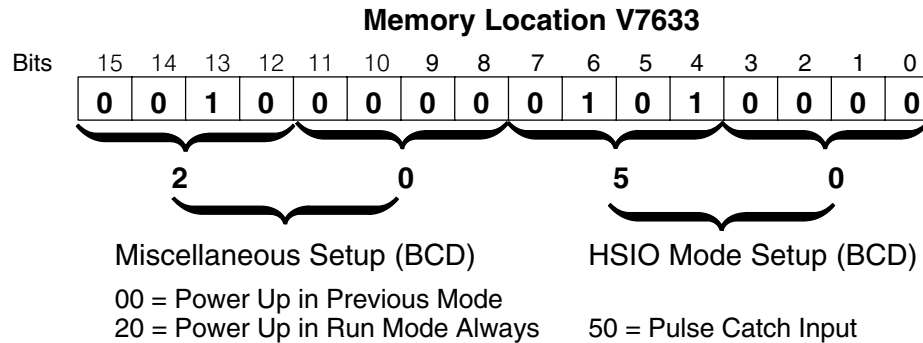 Memory Location V7633
Bits 15 14 13 12 11 10 9 8 7 6 5 4 3 2 1 0
0 0 1 0 0 0 0 0 0 1 0 1 0 0 0 0
2 0 5 0
Miscellaneous Setup (BCD) HSIO Mode Setup (BCD)
00 = Power Up in Previous Mode
20 = Power Up in Run Mode Always 50 = Pulse Catch Input